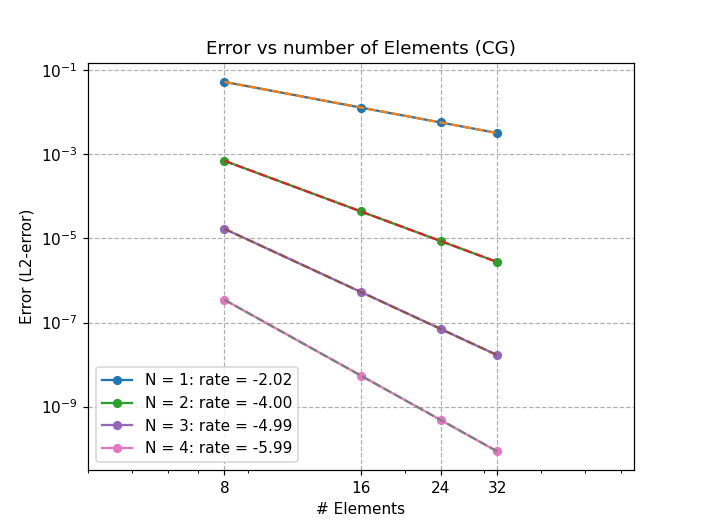 Error vs number of Elements (CG)
Error (L2-error)
10−1
10−3
10−5
10−7
10−9
N = 1: rate = -2.02
N = 2: rate = -4.00
N = 3: rate = -4.99
N = 4: rate = -5.99
8 16 24 32
# Elements